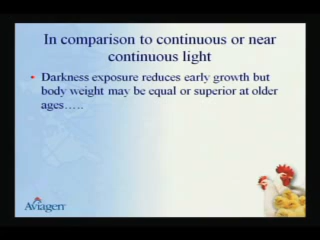 In comparison to continuous or near
continuous light
• Darkness exposure reduces early growth but
body weight may be equal or superior at older
ages…..
Aviagen